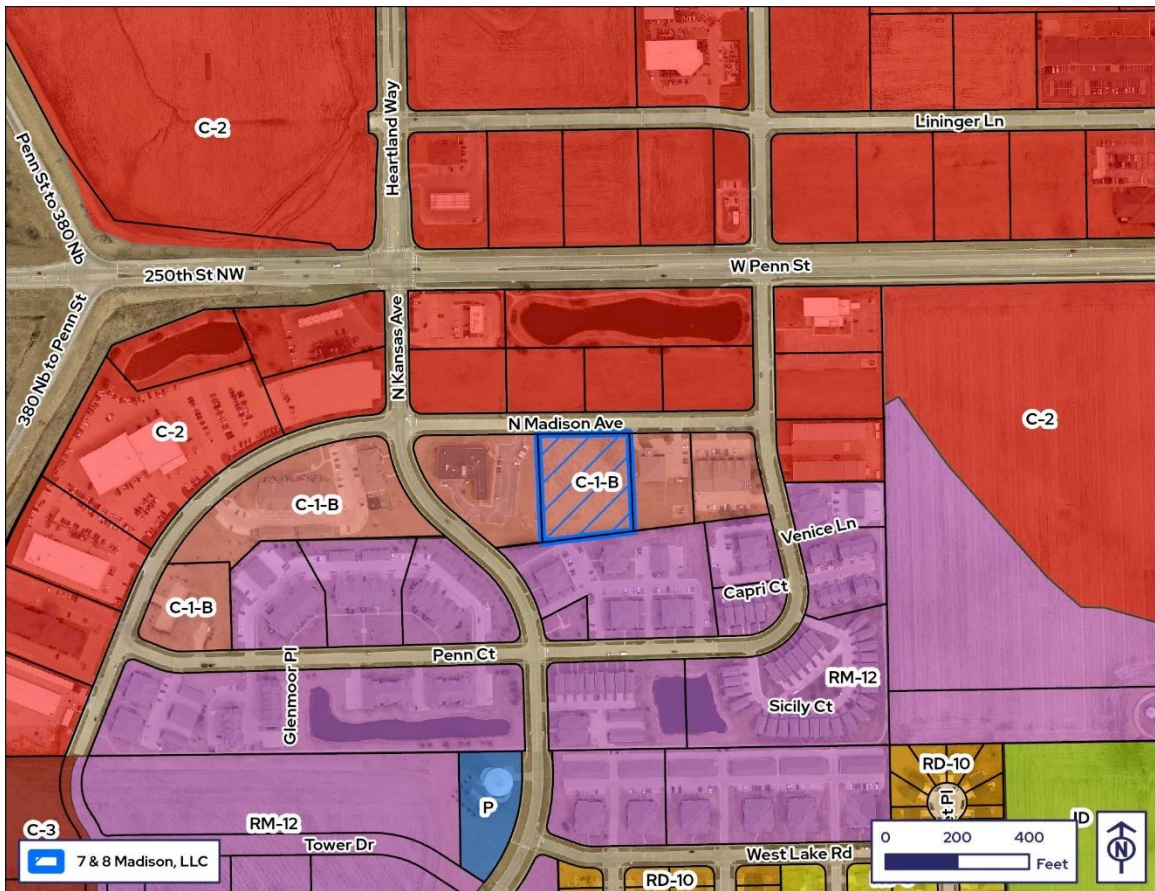 Lininger Ln
Heartland Way
C-2
Penn St to 380 Nb
250th St NW
W Penn St
380 Nb to Penn St
N Kansas Ave
C-2
C-2
N Madison Ave
C-1-B
C-1-B
Venice Ln
Capri Ct
C-1-B
Penn Ct
Glenmoor Pl
RM-12
Sicily Ct
RD-10
P
et Pl
ID
C-3
RM-12
Tower Dr
West Lake Rd
RD-10
7 & 8 Madison, LLC
0 200 400
Feet
N